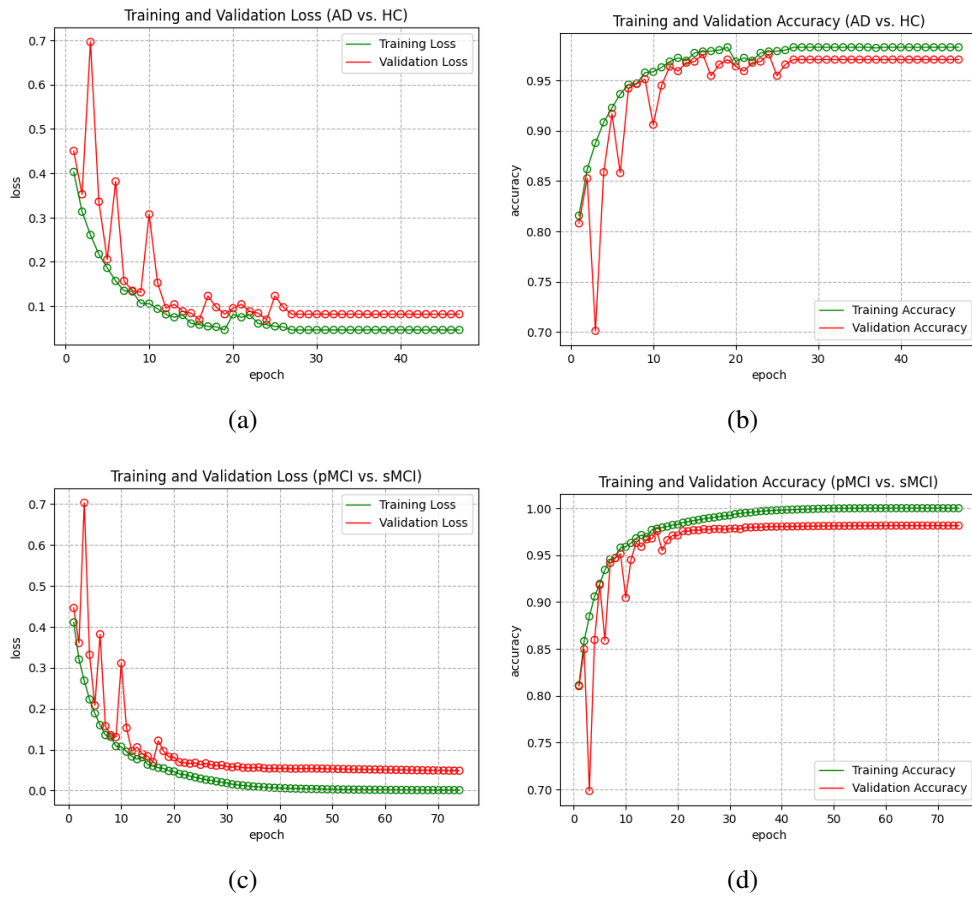 Training and Validation Loss (AD vs. HC)
0.7
0.6
0.5
0.4
0.3
0.2
0.1
loss
Training Loss
Validation Loss
0
10
20
30
40
epoch
(a)
Training and Validation Accuracy (AD vs. HC)
0.95
0.90
0.85
0.80
0.75
0.70
accuracy
Training Accuracy
Validation Accuracy
0
10
20
30
40
epoch
(b)
Training and Validation Loss (pMCI vs. sMCI)
0.7
0.6
0.5
0.4
0.3
0.2
0.1
0.0
loss
Training Loss
Validation Loss
0
10
20
30
40
50
60
70
epoch
(c)
Training and Validation Accuracy (pMCI vs. sMCI)
1.00
0.95
0.90
0.85
0.80
0.75
0.70
accuracy
Training Accuracy
Validation Accuracy
0
10
20
30
40
50
60
70
epoch
(d)